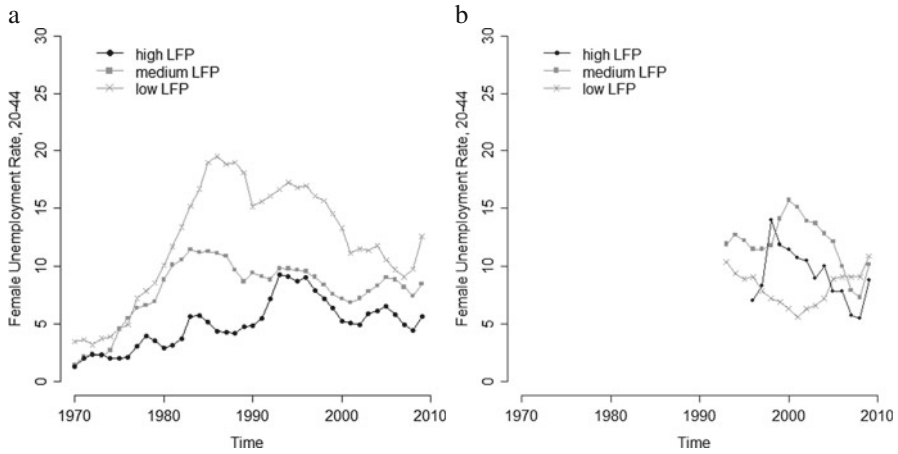 a
30
25
20
15
10
5
0
Female Unemployment Rate, 20-44
high LFP
medium LFP
low LFP
1970
1980
1990
2000
2010
Time
b
30
25
20
15
10
5
0
Female Unemployment Rate, 20-44
high LFP
medium LFP
low LFP
1970
1980
1990
2000
2010
Time